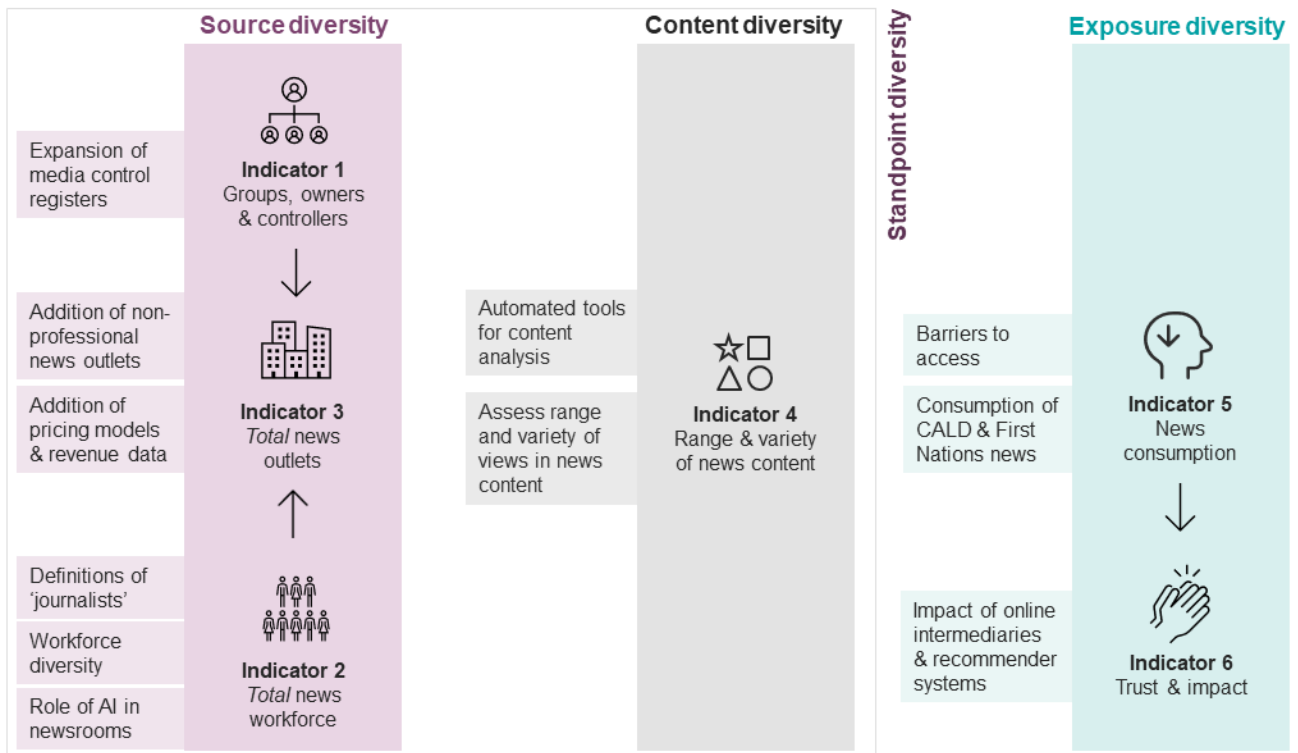 Source diversity
Expansion of
media control
registers
Indicator 1
Groups, owners
& controllers
Addition of non-
professional
news outlets
Addition of
pricing models
& revenue data
Indicator 3
Total news
outlets
Definitions of
‘journalists’
Workforce
diversity
Role of AI in
newsrooms
Indicator 2
Total news
workforce
Content diversity
Automated tools
for content
analysis
Assess range
and variety of
views in news
content
Indicator 4
Range & variety
of news content
Standpoint diversity
Exposure diversity
Barriers to
access
Consumption of
CALD & First
Nations news
Indicator 5
News
consumption
Impact of online
intermediaries
& recommender
systems
Indicator 6
Trust & impact